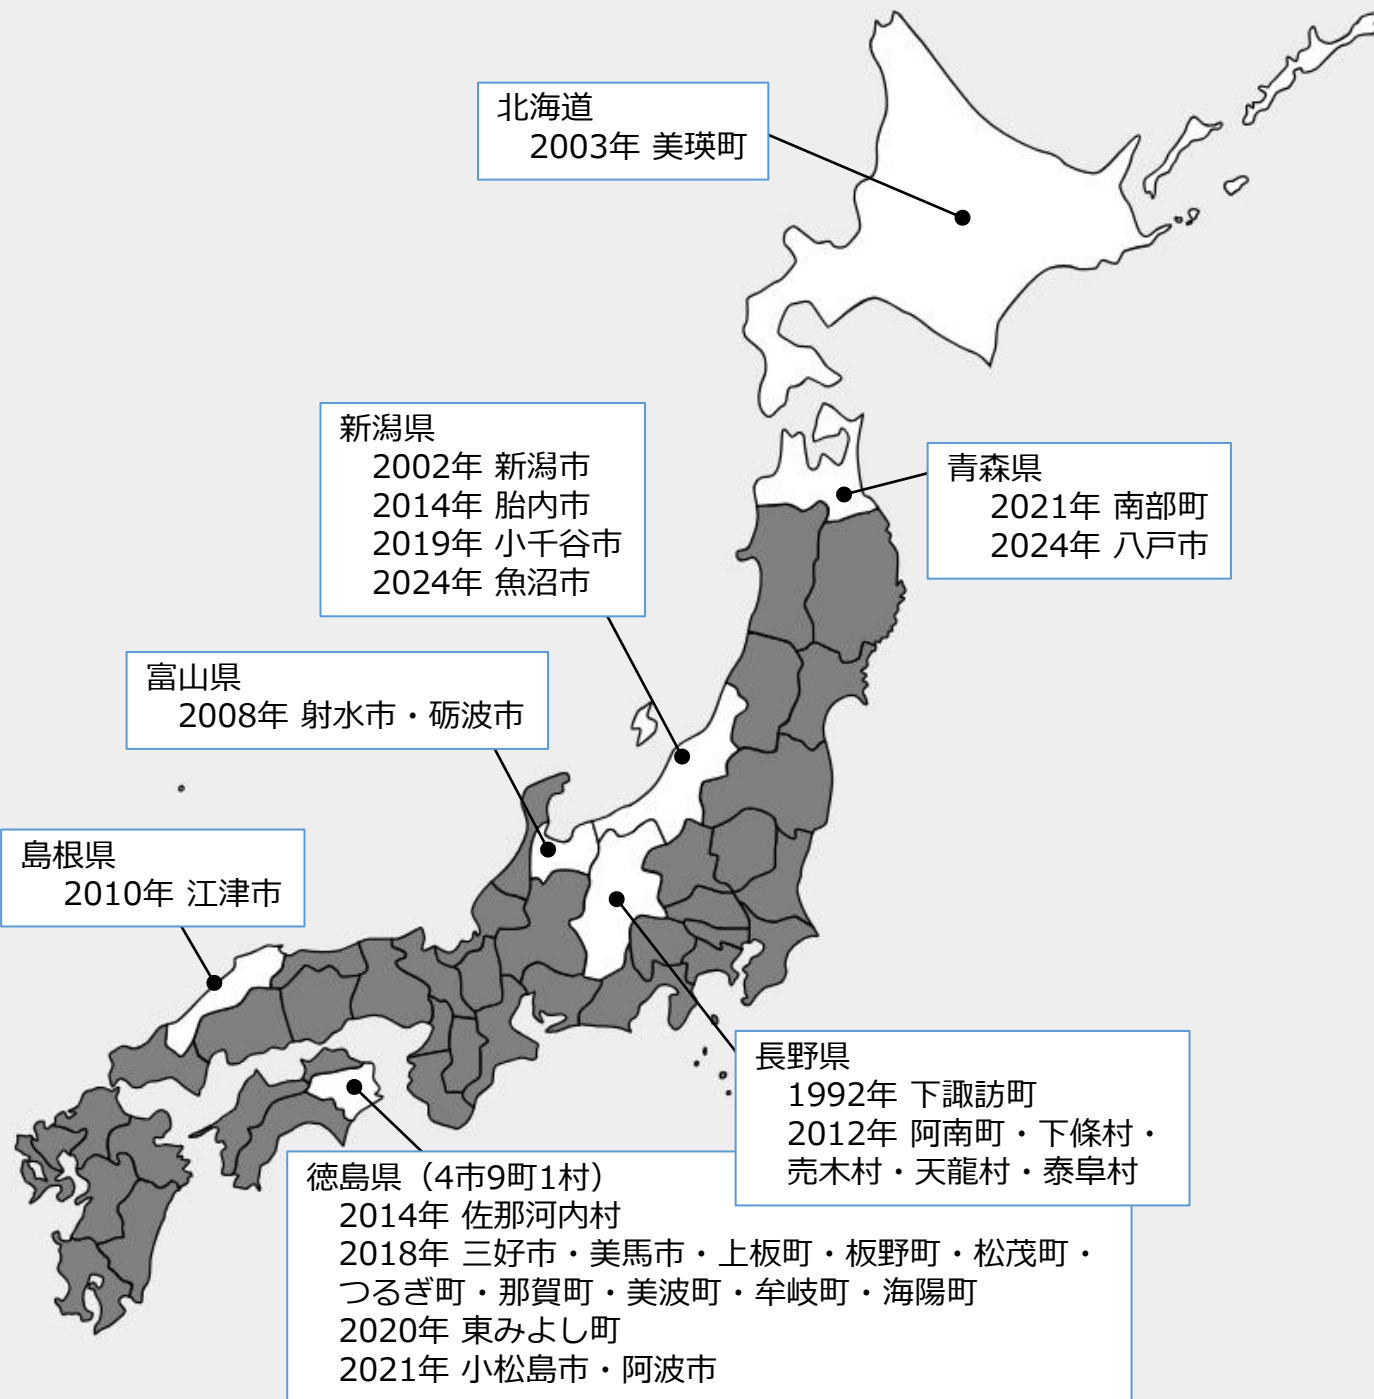 北海道
2003年 美瑛町
新潟県
2002年 新潟市
2014年 胎内市
2019年 小千谷市
2024年 魚沼市
青森県
2021年 南部町
2024年 八戸市
富山県
2008年 射水市・砺波市
島根県
2010年 江津市
長野県
1992年 下諏訪町
2012年 阿南町・下條村・
売木村・天龍村・泰阜村
徳島県（4市9町1村）
2014年 佐那河内村
2018年 三好市・美馬市・上板町・板野町・松茂町・
つるぎ町・那賀町・美波町・牟岐町・海陽町
2020年 東みよし町
2021年 小松島市・阿波市